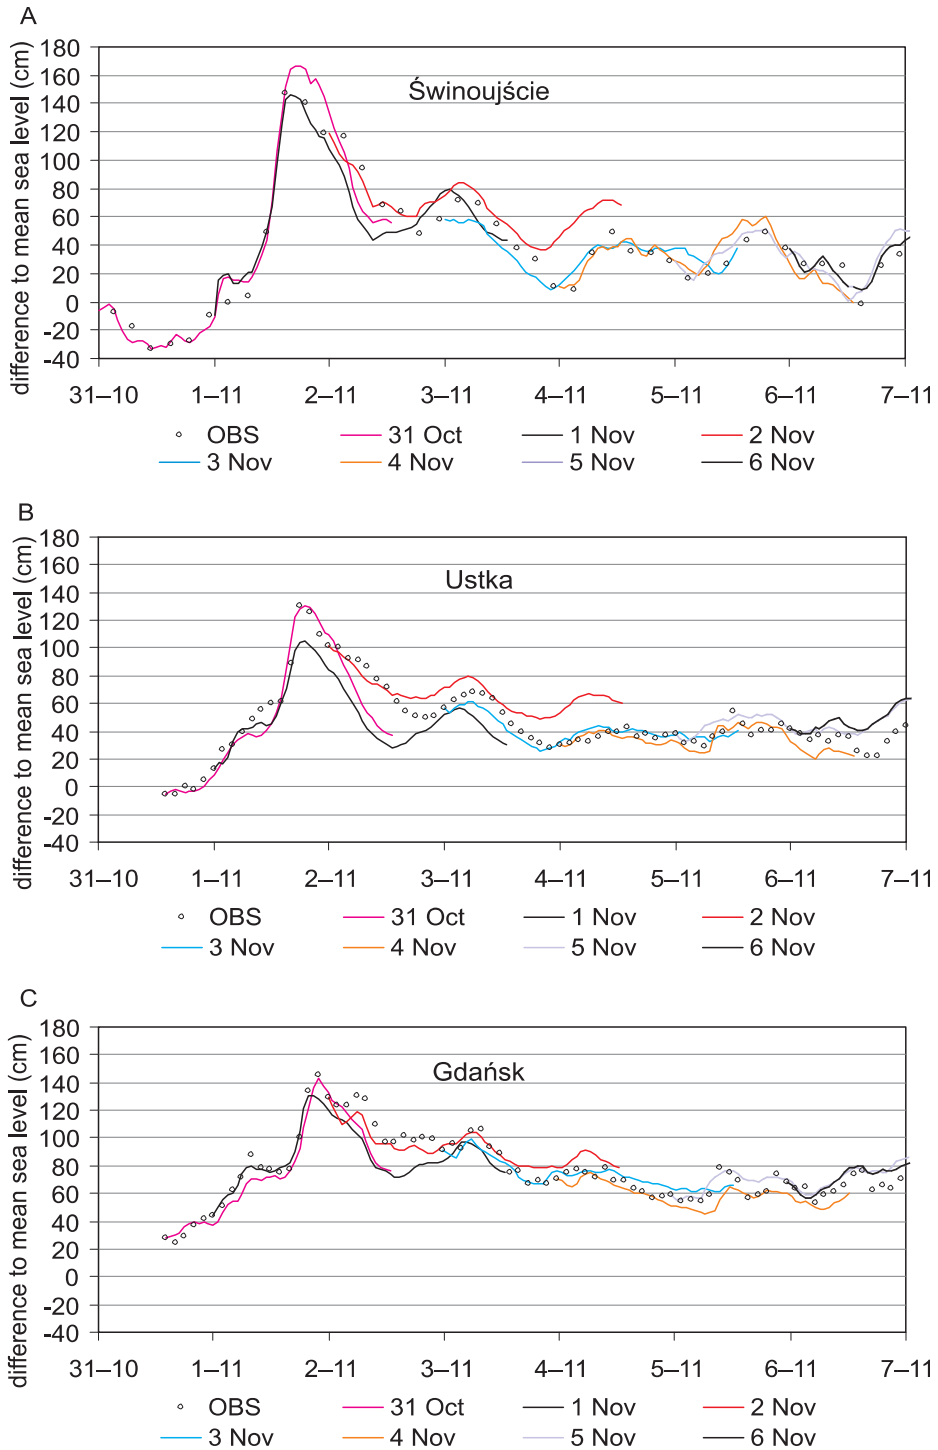 A
difference to mean sea level (cm)
180
160
140
120
100
80
60
40
20
0
-20
-40
Świnoujście
31–10 1–11 2–11 3–11 4–11 5–11 6–11 7–11
OBS 31 Oct 1 Nov 2 Nov
3 Nov 4 Nov 5 Nov 6 Nov
B
difference to mean sea level (cm)
180
160
140
120
100
80
60
40
20
0
-20
-40
Ustka
31–10 1–11 2–11 3–11 4–11 5–11 6–11 7–11
OBS 31 Oct 1 Nov 2 Nov
3 Nov 4 Nov 5 Nov 6 Nov
C
difference to mean sea level (cm)
180
160
140
120
100
80
60
40
20
0
-20
-40
Gdańsk
31–10 1–11 2–11 3–11 4–11 5–11 6–11 7–11
OBS 31 Oct 1 Nov 2 Nov
3 Nov 4 Nov 5 Nov 6 Nov